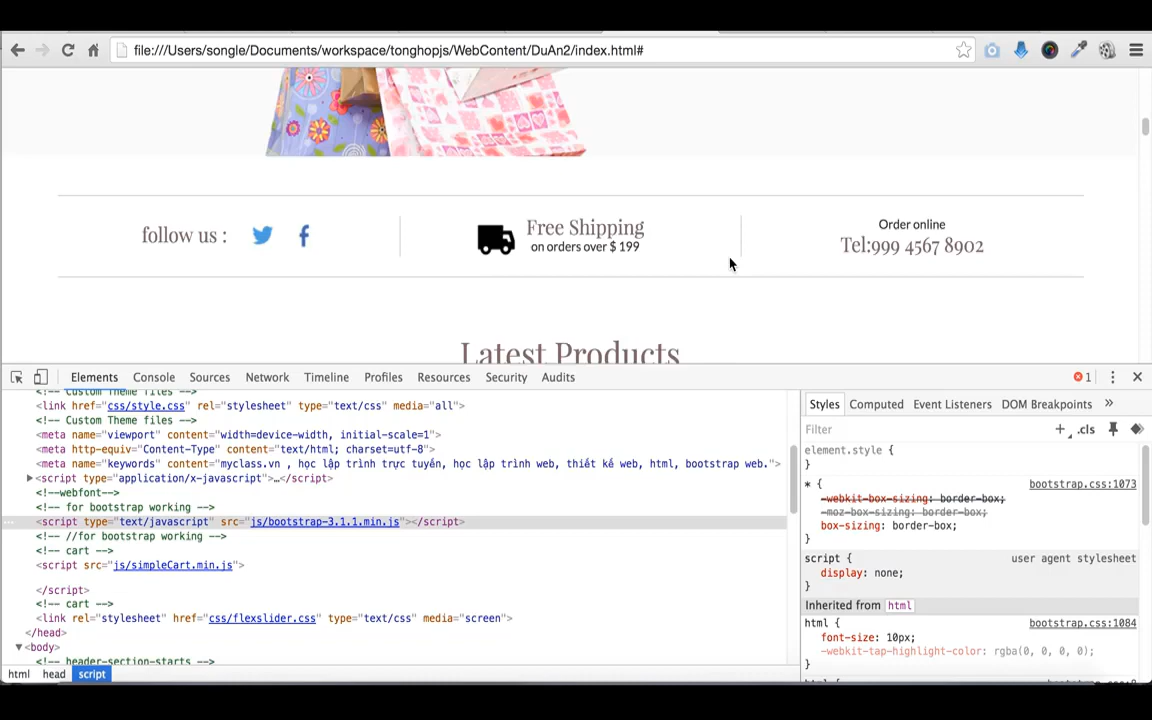 file:///Users/songle/Documents/workspace/tonghopjs/WebContent/DuAn2/index.html#
follow us :
Free Shipping
on orders over $ 199
Order online
Tel:999 4567 8902
Latest Products
Elements Console Sources Network Timeline Profiles Resources Security Audits 1
<!-- Custom Theme files -->
<link href="css/style.css" rel="stylesheet" type="text/css" media="all">
<!-- Custom Theme files -->
<meta name="viewport" content="width=device-width, initial-scale=1">
<meta http-equiv="Content-Type" content="text/html; charset=utf-8">
<meta name="keywords" content="myclass.vn , học lập trình trực tuyến, học lập trình web, thiết kế web, html, bootstrap web.">
<script type="application/x-javascript">…</script>
<!--webfont-->
<!-- for bootstrap working -->
<script type="text/javascript" src="js/bootstrap-3.1.1.min.js"></script>
<!-- //for bootstrap working -->
<!-- cart -->
<script src="js/simpleCart.min.js">
</script>
<!-- cart -->
<link rel="stylesheet" href="css/flexslider.css" type="text/css" media="screen">
</head>
<body>
<!-- header-section-starts -->
html head script
Styles Computed Event Listeners DOM Breakpoints »
Filter + .cls
element.style {
}
* { bootstrap.css:1073
-webkit-box-sizing: border-box;
-moz-box-sizing: border-box;
box-sizing: border-box;
}
script { user agent stylesheet
display: none;
}
Inherited from html
html { bootstrap.css:1084
font-size: 10px;
-webkit-tap-highlight-color: rgba(0, 0, 0, 0);
}